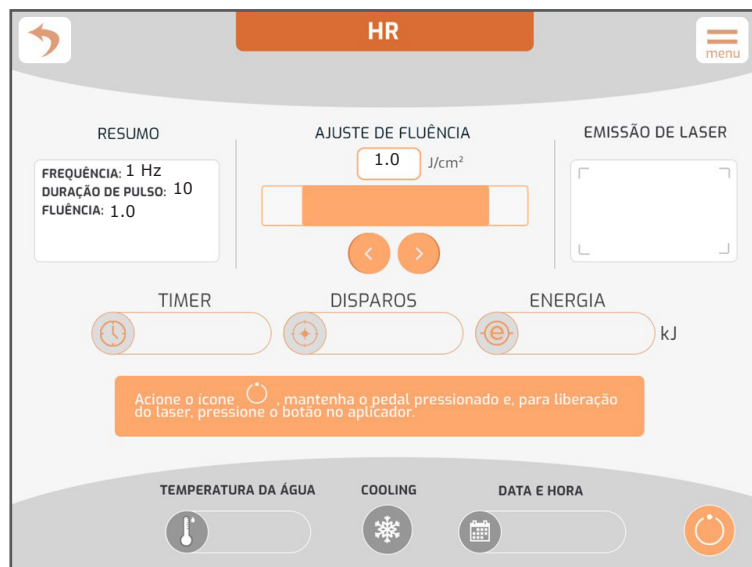 HR
menu
RESUMO
FREQUÊNCIA: 1 Hz
DURAÇÃO DE PULSO: 10
FLUÊNCIA: 1.0
AJUSTE DE FLUÊNCIA
1.0 J/cm²
EMISSÃO DE LASER
TIMER
DISPAROS
ENERGIA
e
kJ
Acione o ícone , mantenha o pedal pressionado e, para liberação
do laser, pressione o botão no aplicador.
TEMPERATURA DA ÁGUA
COOLING
DATA E HORA